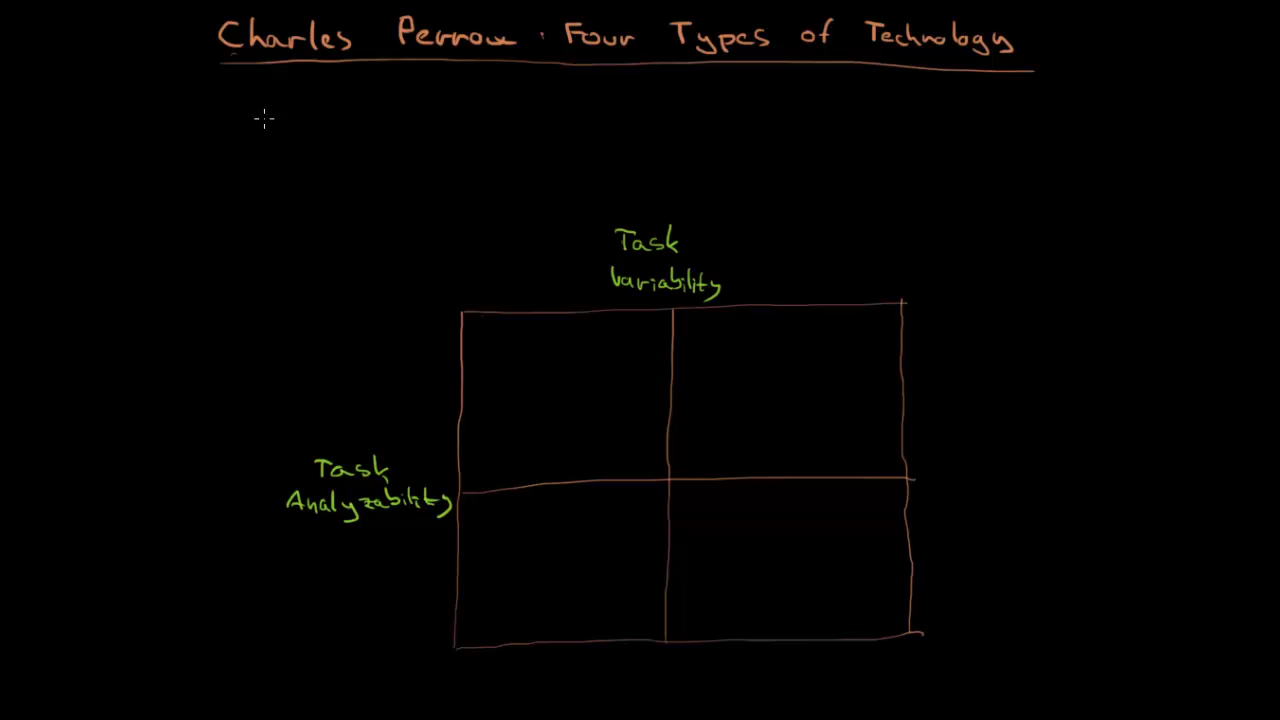 Charles Perrow : Four Types of Technology
Task
Variability
Task
Analyzability